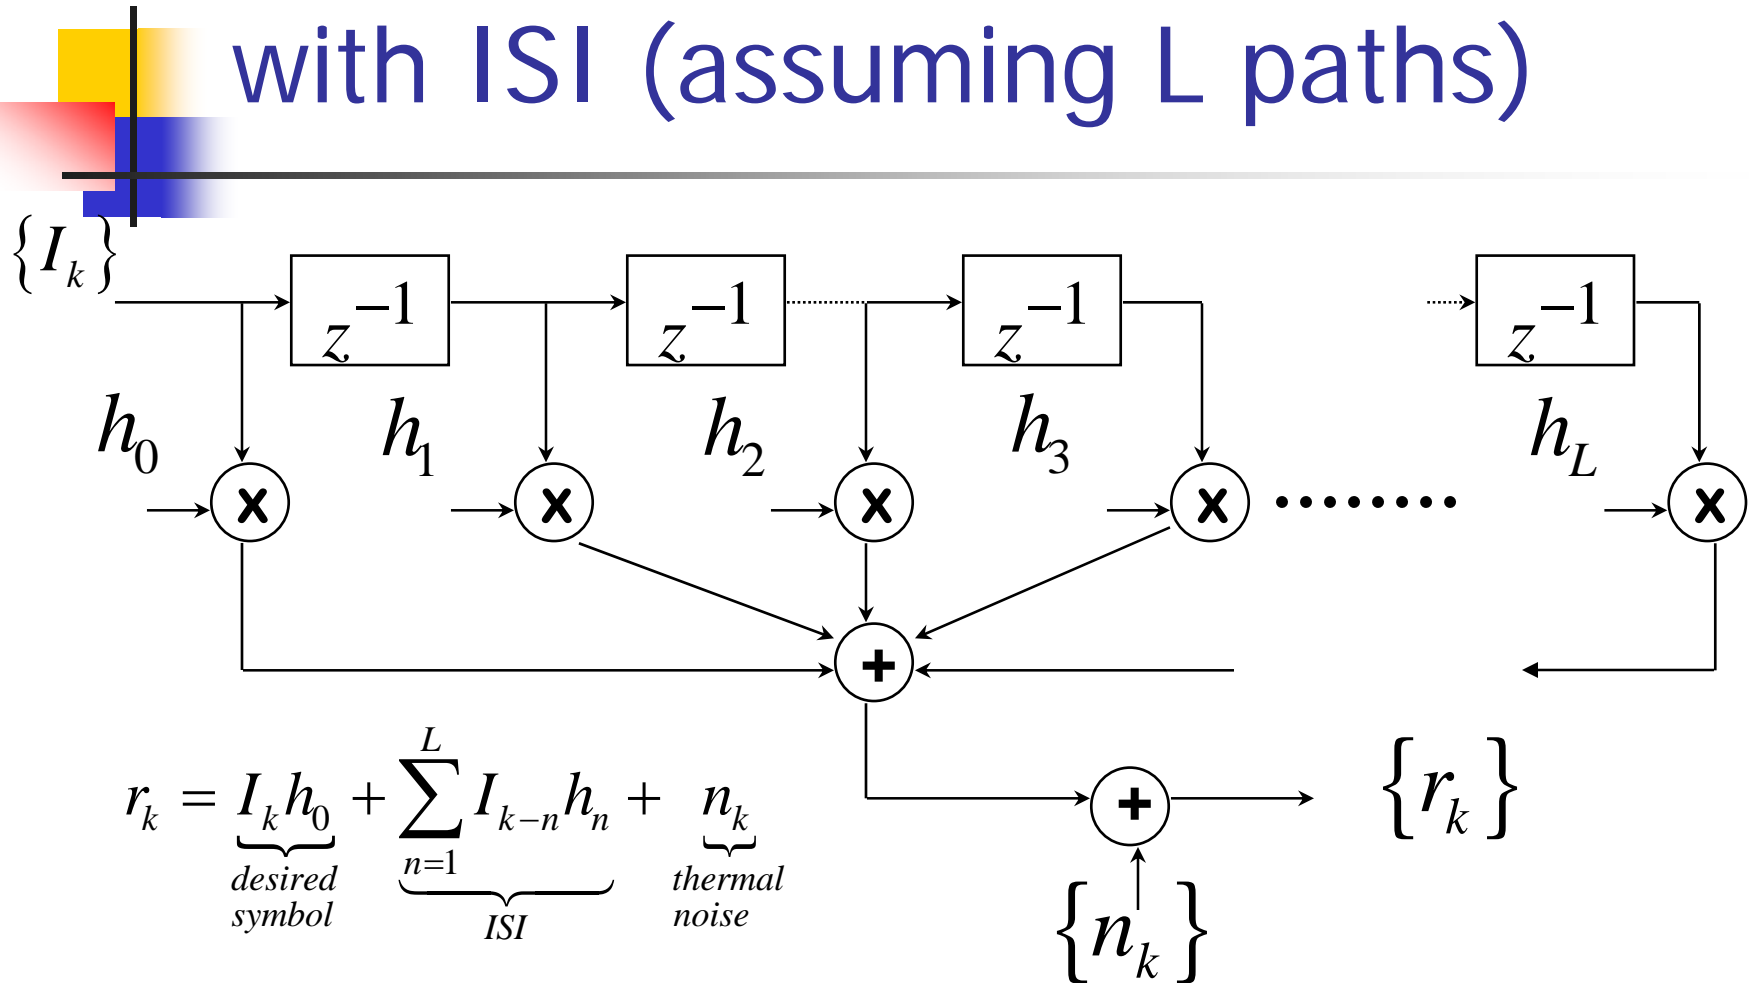 with ISI (assuming L paths)
{I_k}
z^{-1} z^{-1} z^{-1} z^{-1}
h_0 h_1 h_2 h_3 h_L
x x x x ........ x
+
r_k = I_k h_0 + \sum_{n=1}^{L} I_{k-n} h_n + n_k
desired symbol
ISI
thermal noise
+
{r_k}
{n_k}